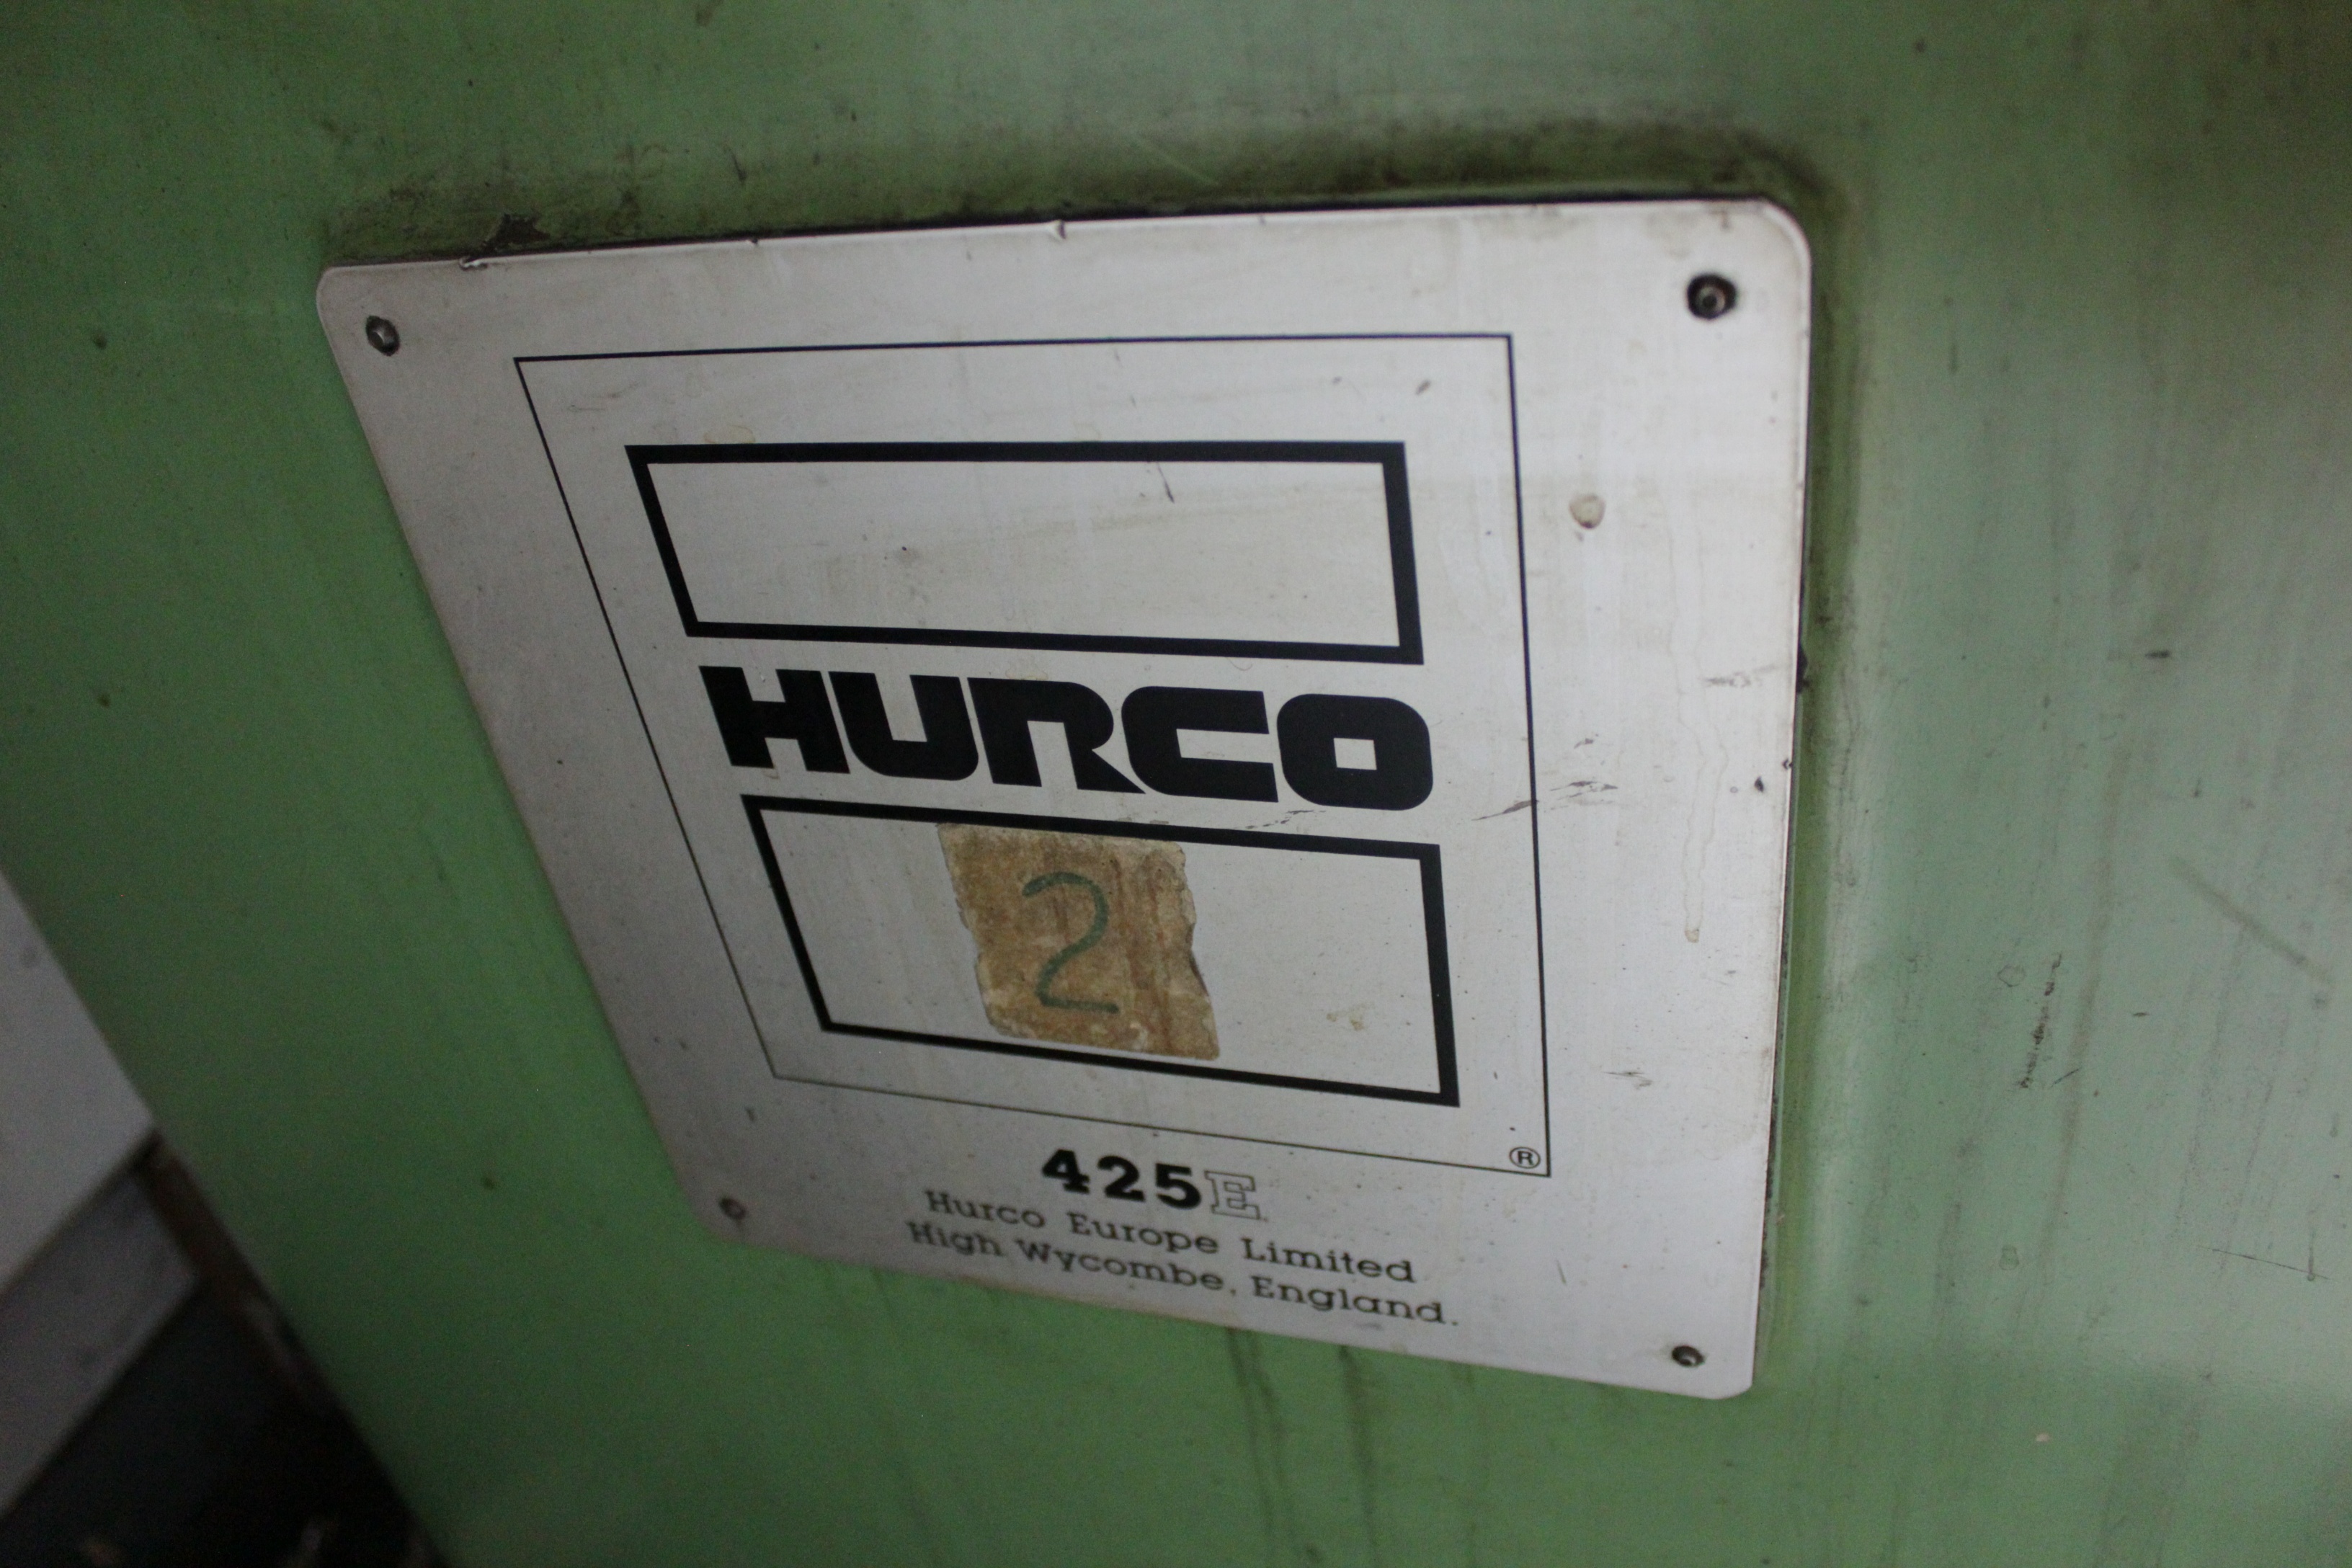 HURCO
2
®
425E
Hurco Europe Limited
High Wycombe, England.